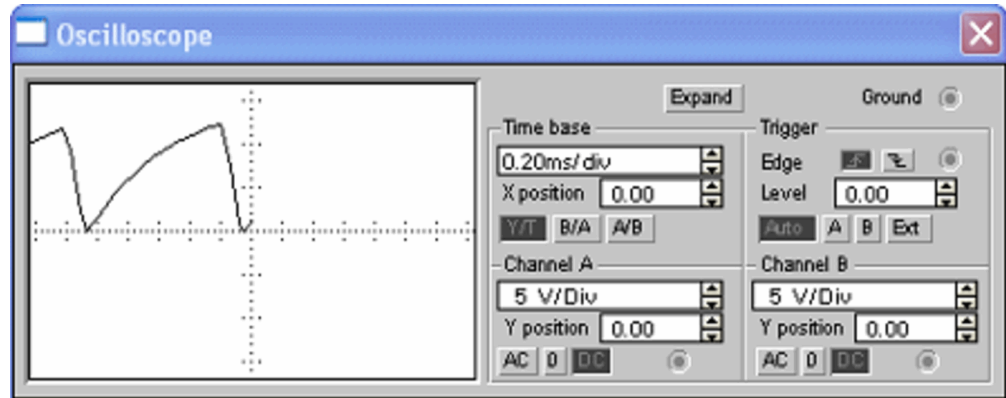 Oscilloscope
Expand
Ground
Time base
0.20ms/div
X position 0.00
Y/T B/A A/B
Trigger
Edge
Level 0.00
Auto A B Ext
Channel A
5 V/Div
Y position 0.00
AC 0 DC
Channel B
5 V/Div
Y position 0.00
AC 0 DC